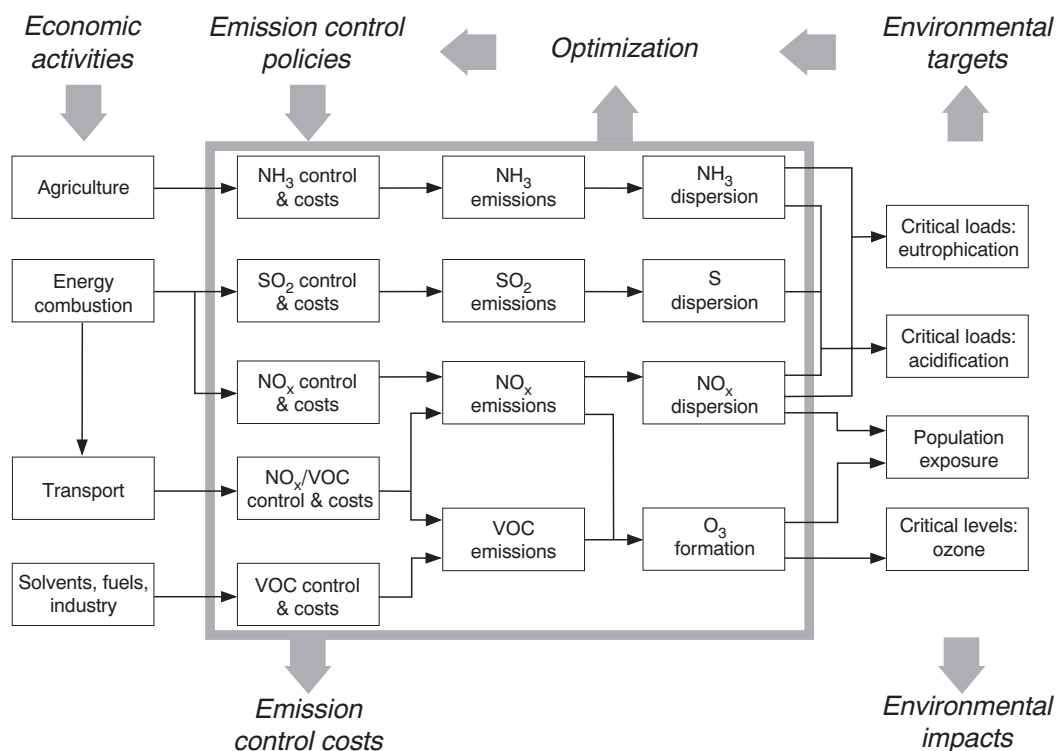 Economic
activities
Emission control
policies
Optimization
Environmental
targets
Agriculture
NH3 control
& costs
NH3
emissions
NH3
dispersion
Critical loads:
eutrophication
Energy
combustion
SO2 control
& costs
SO2
emissions
S
dispersion
Critical loads:
acidification
NOx control
& costs
NOx
emissions
NOx
dispersion
Population
exposure
Transport
NOx/VOC
control & costs
VOC
emissions
O3
formation
Critical levels:
ozone
Solvents, fuels,
industry
VOC control
& costs
Emission
control costs
Environmental
impacts